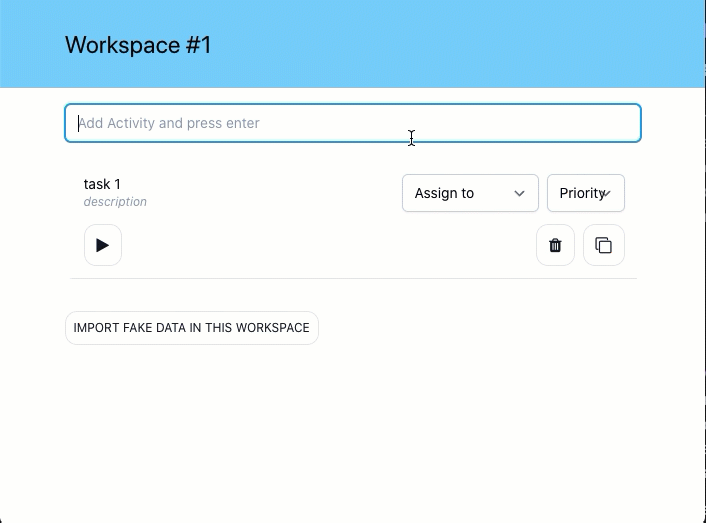 Workspace #1
Add Activity and press enter
task 1
description
Assign to
Priority
IMPORT FAKE DATA IN THIS WORKSPACE